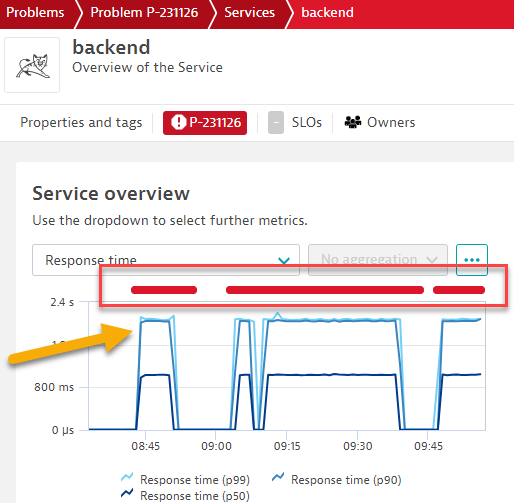 Problems Problem P-231126 Services backend
backend
Overview of the Service
Properties and tags P-231126 - SLOs Owners
Service overview
Use the dropdown to select further metrics.
Response time No aggregation ...
2.4 s
800 ms
0 µs
08:45 09:00 09:15 09:30 09:45
Response time (p99) Response time (p90)
Response time (p50)